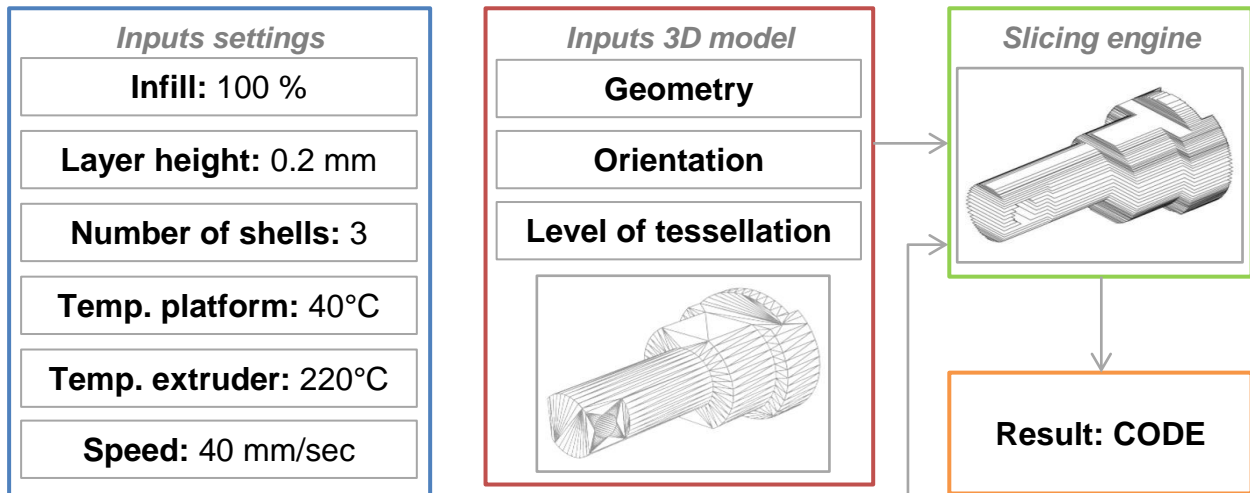 Inputs settings
Infill: 100 %
Layer height: 0.2 mm
Number of shells: 3
Temp. platform: 40°C
Temp. extruder: 220°C
Speed: 40 mm/sec
Inputs 3D model
Geometry
Orientation
Level of tessellation
Slicing engine
Result: CODE